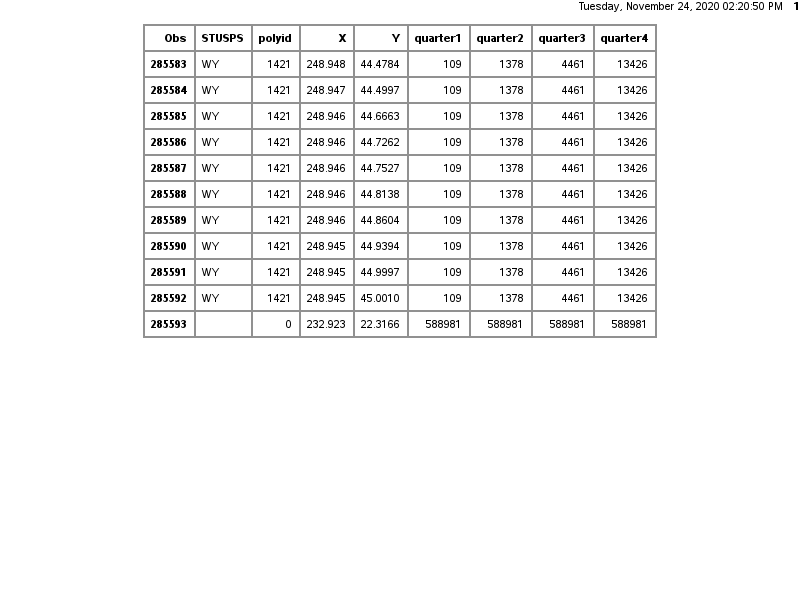 Tuesday, November 24, 2020 02:20:50 PM 1
Obs STUSPS polyid X Y quarter1 quarter2 quarter3 quarter4
285583 WY 1421 248.948 44.4784 109 1378 4461 13426
285584 WY 1421 248.947 44.4997 109 1378 4461 13426
285585 WY 1421 248.946 44.6663 109 1378 4461 13426
285586 WY 1421 248.946 44.7262 109 1378 4461 13426
285587 WY 1421 248.946 44.7527 109 1378 4461 13426
285588 WY 1421 248.946 44.8138 109 1378 4461 13426
285589 WY 1421 248.946 44.8604 109 1378 4461 13426
285590 WY 1421 248.945 44.9394 109 1378 4461 13426
285591 WY 1421 248.945 44.9997 109 1378 4461 13426
285592 WY 1421 248.945 45.0010 109 1378 4461 13426
285593 0 232.923 22.3166 588981 588981 588981 588981